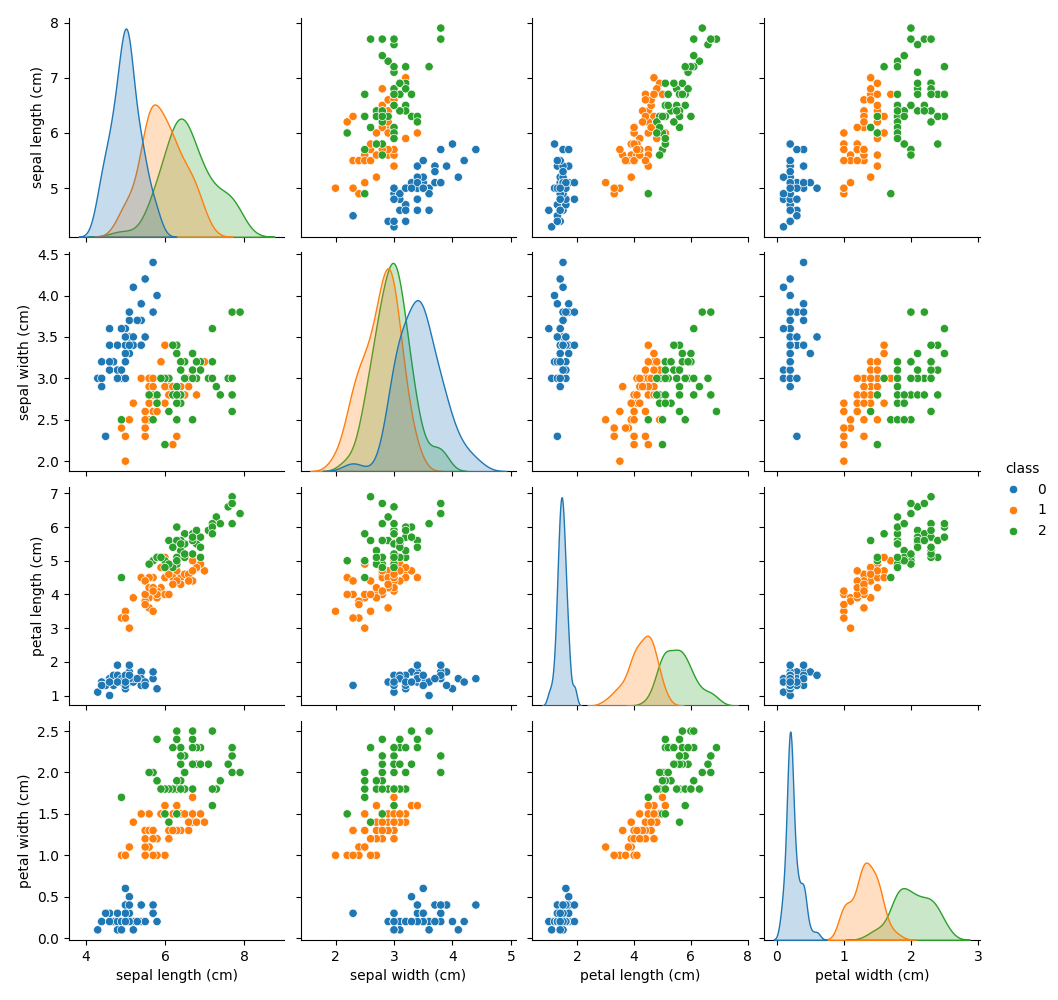 8
7
6
5
sepal length (cm)
4.5
4.0
3.5
3.0
2.5
2.0
sepal width (cm)
class
0
1
2
7
6
5
4
3
2
1
petal length (cm)
2.5
2.0
1.5
1.0
0.5
0.0
petal width (cm)
4 6 8
sepal length (cm)
2 3 4 5
sepal width (cm)
2 4 6 8
petal length (cm)
0 1 2 3
petal width (cm)